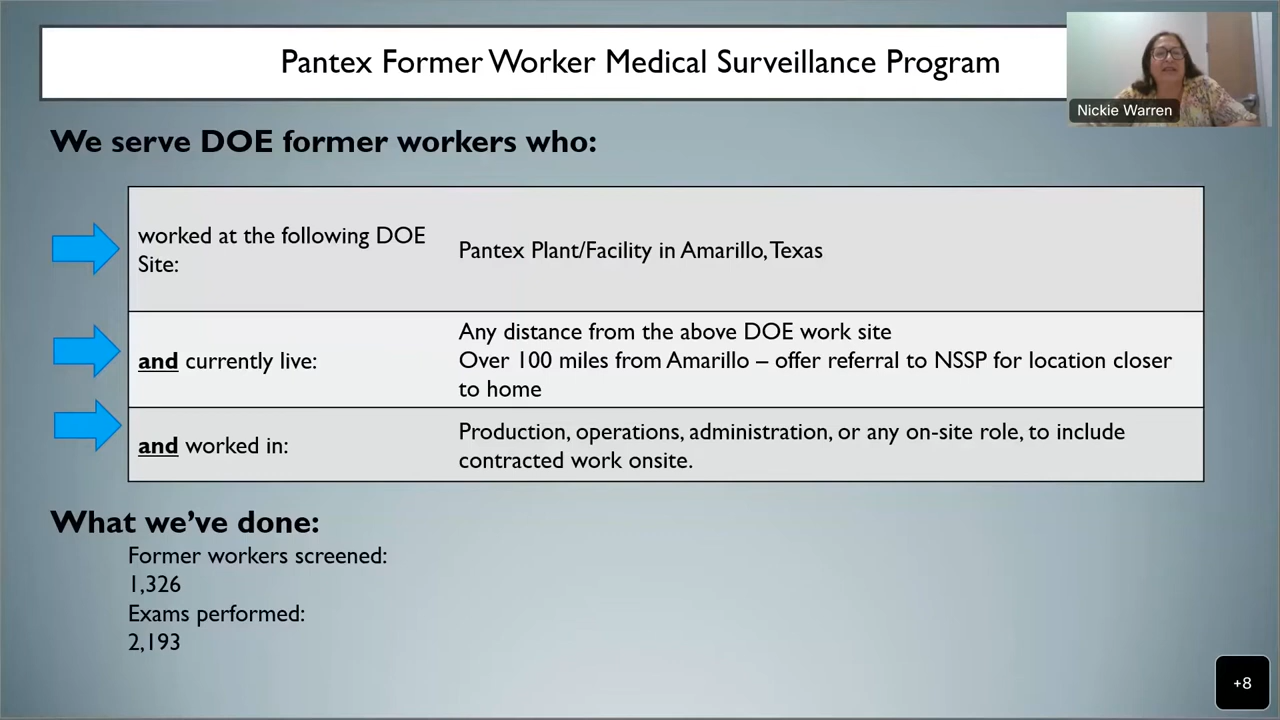 Pantex Former Worker Medical Surveillance Program
Nickie Warren
We serve DOE former workers who:
worked at the following DOE
Site:
Pantex Plant/Facility in Amarillo, Texas
and currently live:
Any distance from the above DOE work site
Over 100 miles from Amarillo – offer referral to NSSP for location closer
to home
and worked in:
Production, operations, administration, or any on-site role, to include
contracted work onsite.
What we've done:
Former workers screened:
1,326
Exams performed:
2,193
+8